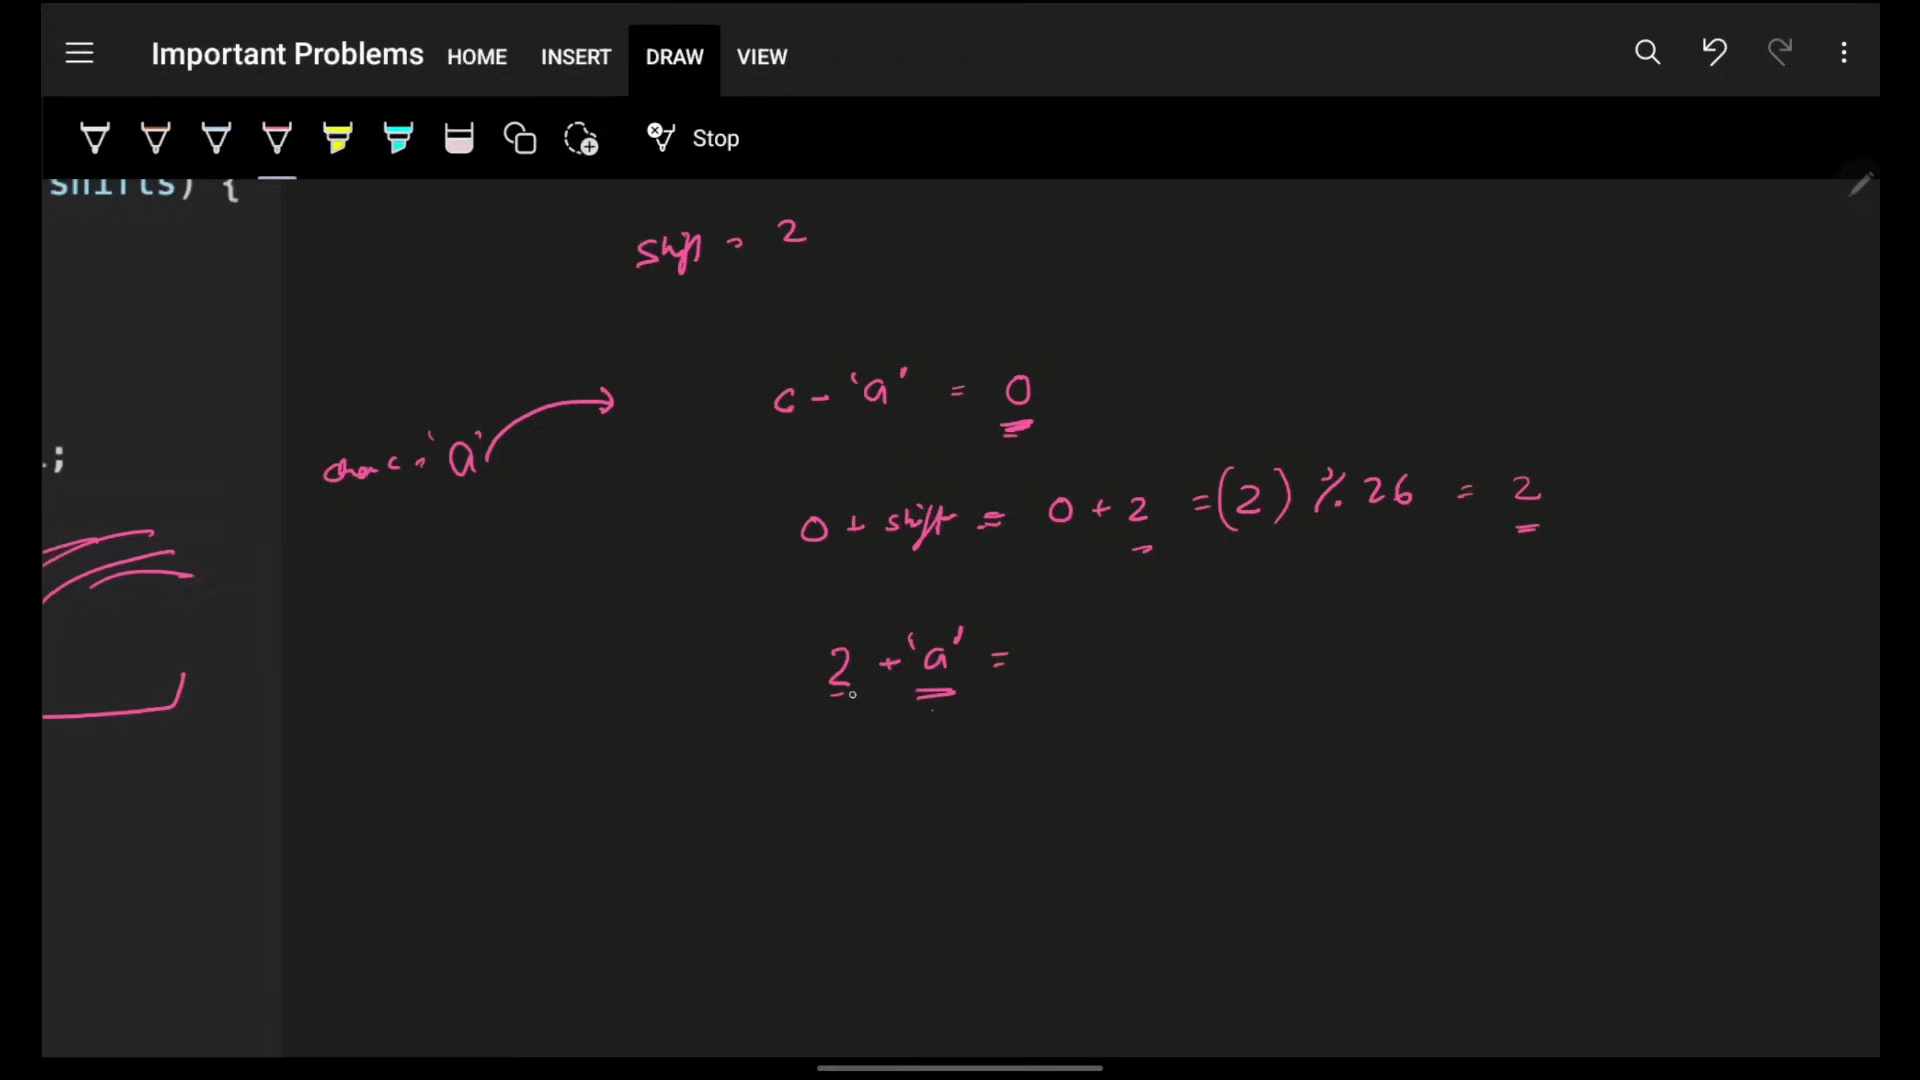 Important Problems HOME INSERT DRAW VIEW
Stop
shifts) {
shift = 2
c - 'a' = 0
char c = 'a'
;
0 + shift = 0 + 2 = (2) % 26 = 2
2 + 'a' =